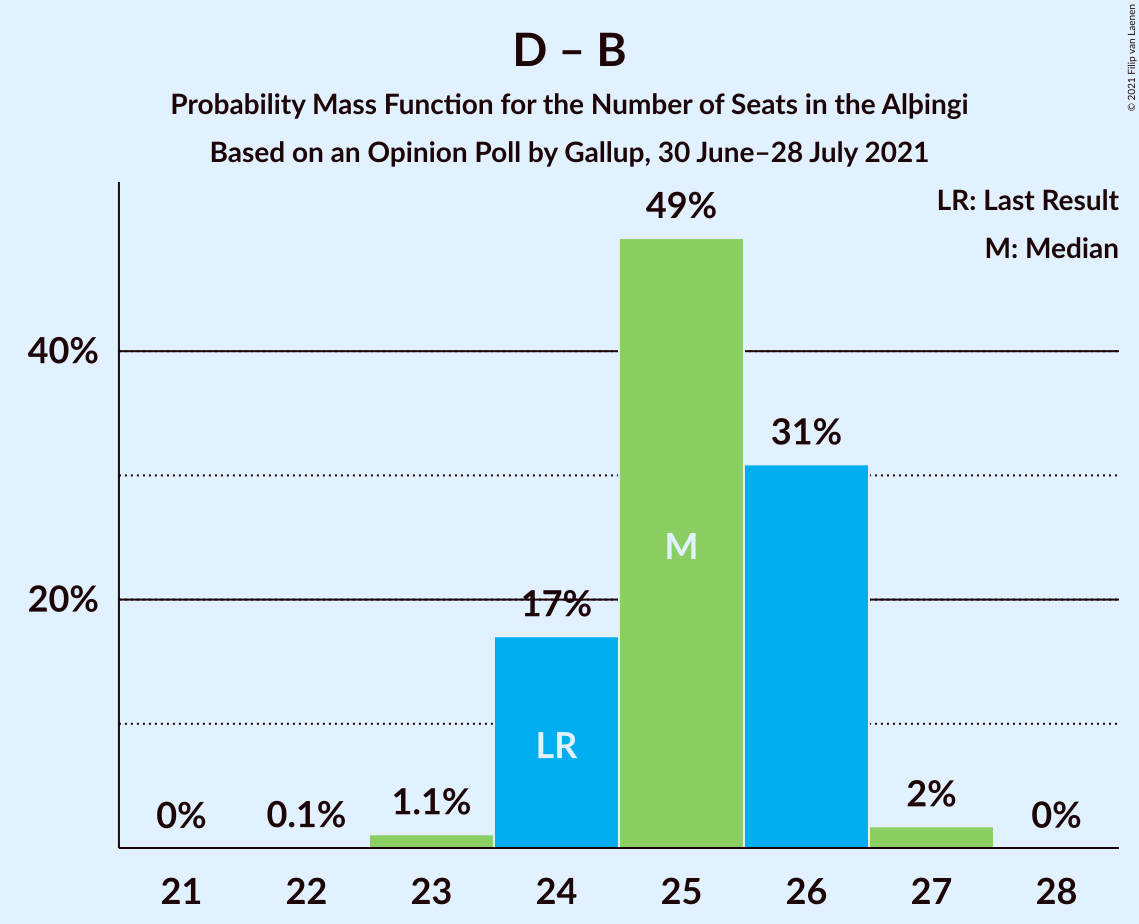 D – B
Probability Mass Function for the Number of Seats in the Alþingi
Based on an Opinion Poll by Gallup, 30 June–28 July 2021
© 2021 Filip van Laenen
LR: Last Result
M: Median
49%
40%
31%
M
20%
17%
LR
0%
0.1%
1.1%
2%
0%
21
22
23
24
25
26
27
28